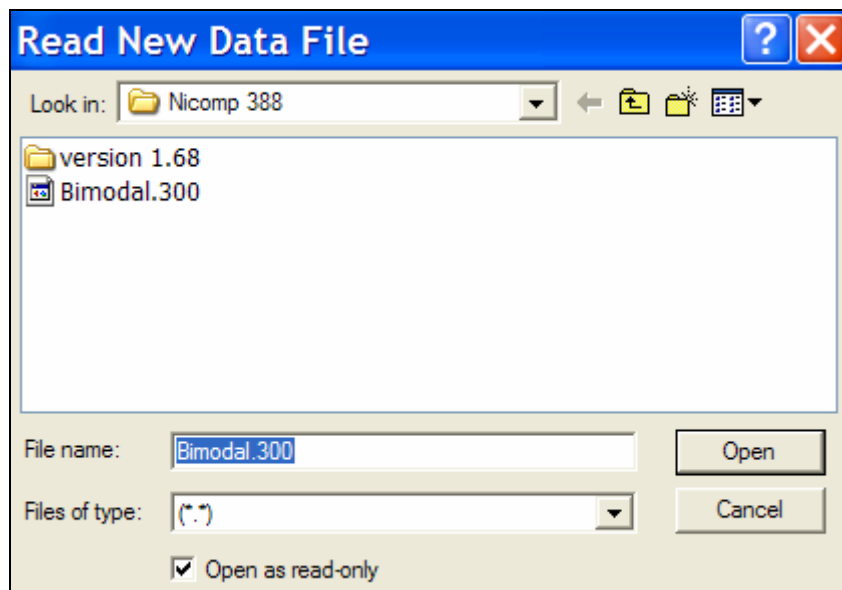 Read New Data File
Look in: Nicomp 388
version 1.68
Bimodal.300
File name: Bimodal.300 Open
Files of type: (*.*) Cancel
Open as read-only